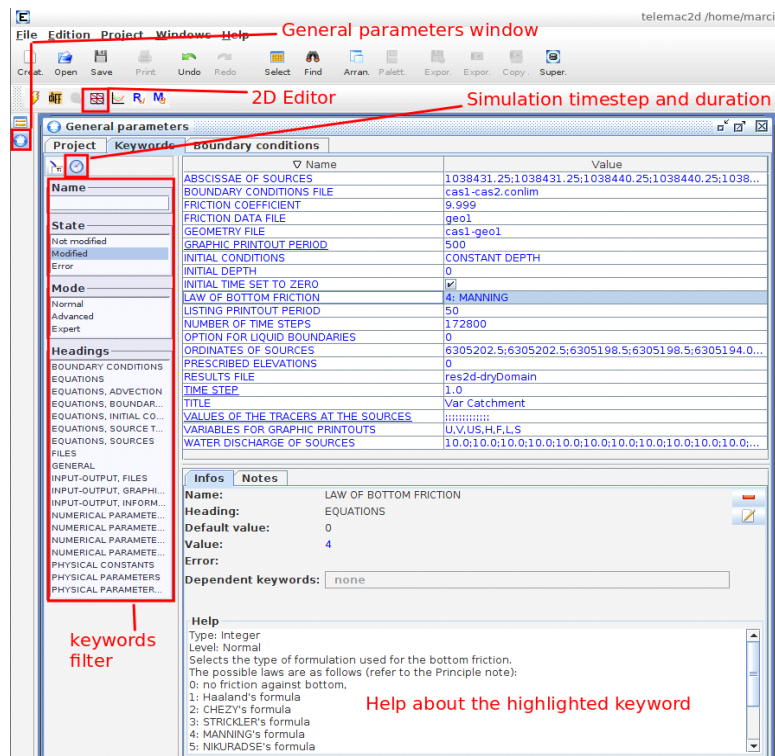 telemac2d /home/marci
File Edition Project Windows Help
General parameters window
Creat. Open Save Print Undo Redo Select Find Arran. Palett. Expor. Expor. Copy. Super.
diff R M
2D Editor
Simulation timestep and duration
General parameters
Project Keywords Boundary conditions
Name
State
Not modified
Modified
Error
Mode
Normal
Advanced
Expert
Headings
BOUNDARY CONDITIONS
EQUATIONS
EQUATIONS, ADVECTION
EQUATIONS, BOUNDAR...
EQUATIONS, INITIAL CO...
EQUATIONS, SOURCE T...
EQUATIONS, SOURCES
FILES
GENERAL
INPUT-OUTPUT, FILES
INPUT-OUTPUT, GRAPHI...
INPUT-OUTPUT, INFORM...
NUMERICAL PARAMETE...
NUMERICAL PARAMETE...
NUMERICAL PARAMETE...
NUMERICAL PARAMETE...
PHYSICAL CONSTANTS
PHYSICAL PARAMETERS
PHYSICAL PARAMETER...
keywords
filter
Name Value
ABSCISSAE OF SOURCES 1038431.25;1038431.25;1038440.25;1038440.25;1038...
BOUNDARY CONDITIONS FILE cas1-cas2.conlim
FRICTION COEFFICIENT 9.999
FRICTION DATA FILE geo1
GEOMETRY FILE cas1-geo1
GRAPHIC PRINTOUT PERIOD 500
INITIAL CONDITIONS CONSTANT DEPTH
INITIAL DEPTH 0
INITIAL TIME SET TO ZERO
LAW OF BOTTOM FRICTION 4: MANNING
LISTING PRINTOUT PERIOD 50
NUMBER OF TIME STEPS 172800
OPTION FOR LIQUID BOUNDARIES 0
ORDINATES OF SOURCES 6305202.5;6305202.5;6305198.5;6305198.5;6305194.0...
PRESCRIBED ELEVATIONS 0
RESULTS FILE res2d-dryDomain
TIME STEP 1.0
TITLE Var Catchment
VALUES OF THE TRACERS AT THE SOURCES ;;;;;;;;;;;;;
VARIABLES FOR GRAPHIC PRINTOUTS U,V,US,H,F,L,S
WATER DISCHARGE OF SOURCES 10.0;10.0;10.0;10.0;10.0;10.0;10.0;10.0;10.0;10.0;...
Infos Notes
Name: LAW OF BOTTOM FRICTION
Heading: EQUATIONS
Default value: 0
Value: 4
Error:
Dependent keywords: none
Help
Type: Integer
Level: Normal
Selects the type of formulation used for the bottom friction.
The possible laws are as follows (refer to the Principle note):
0: no friction against bottom,
1: Haaland's formula
2: CHEZY's formula
3: STRICKLER's formula
4: MANNING's formula
5: NIKURADSE's formula
Help about the highlighted keyword